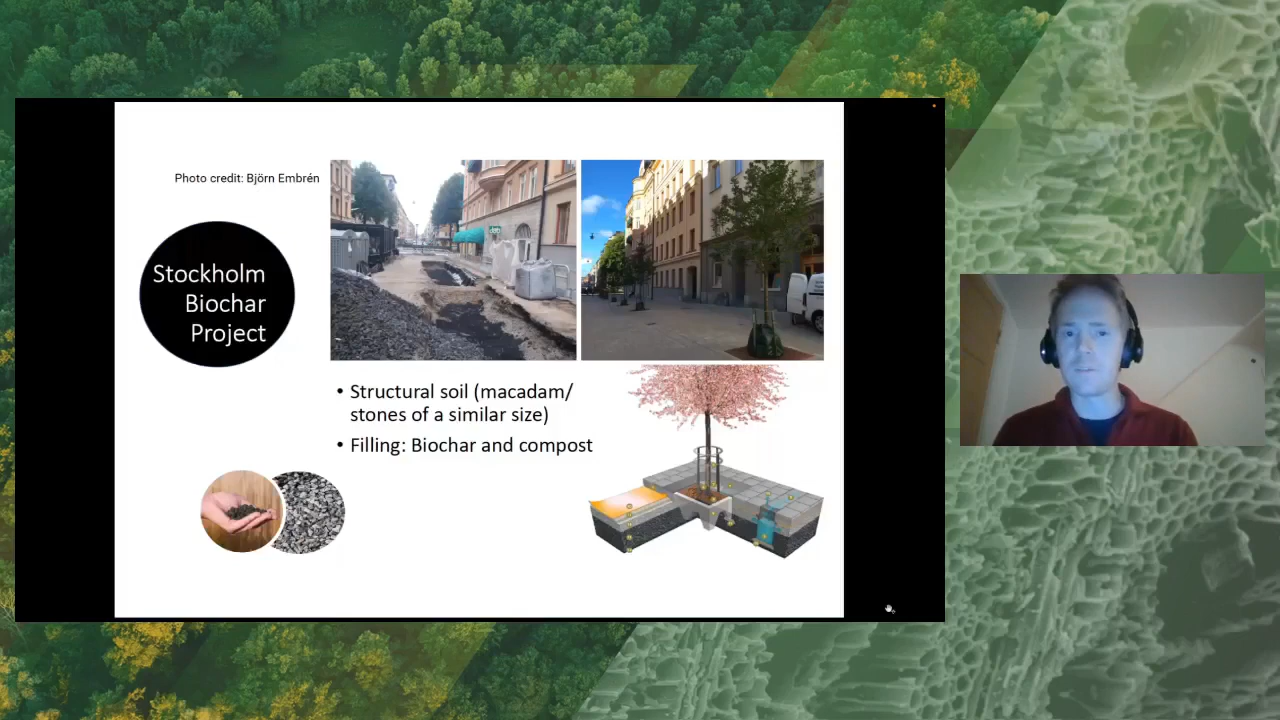 Photo credit: Björn Embrén
Stockholm
Biochar
Project
• Structural soil (macadam/
stones of a similar size)
• Filling: Biochar and compost